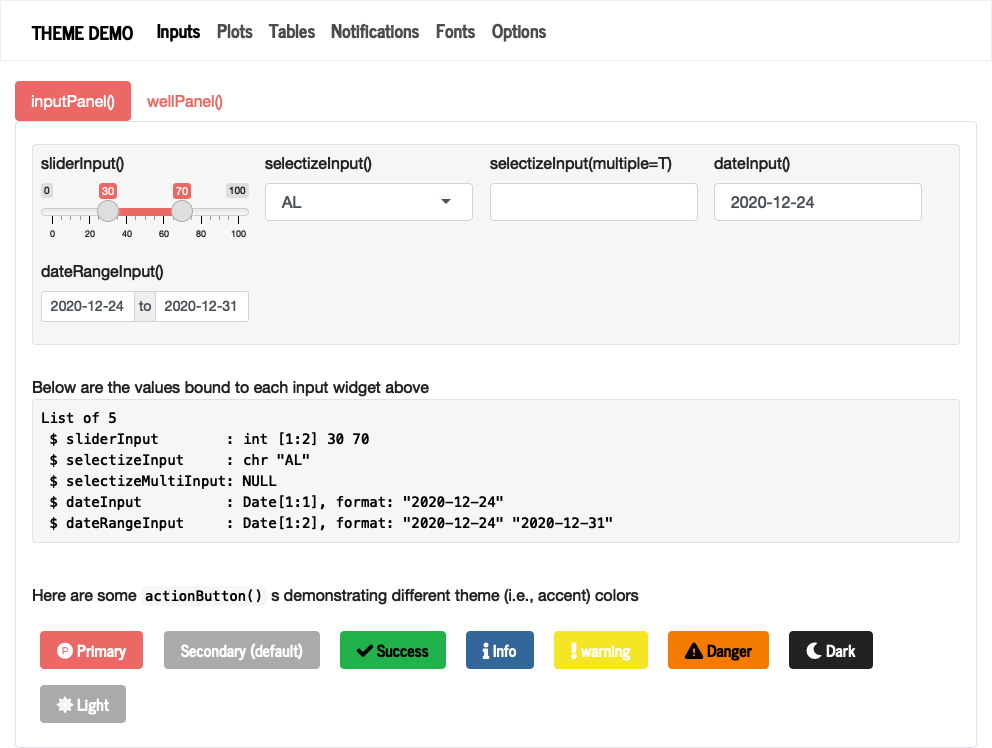 THEME DEMO Inputs Plots Tables Notifications Fonts Options
inputPanel() wellPanel()
sliderInput() selectizeInput() selectizeInput(multiple=T) dateInput()
0 30 70 100
AL 2020-12-24
0 20 40 60 80 100
dateRangeInput()
2020-12-24 to 2020-12-31
Below are the values bound to each input widget above
List of 5
$ sliderInput : int [1:2] 30 70
$ selectizeInput : chr "AL"
$ selectizeMultiInput: NULL
$ dateInput : Date[1:1], format: "2020-12-24"
$ dateRangeInput : Date[1:2], format: "2020-12-24" "2020-12-31"
Here are some actionButton() s demonstrating different theme (i.e., accent) colors
P Primary Secondary (default) Success Info warning Danger Dark
Light